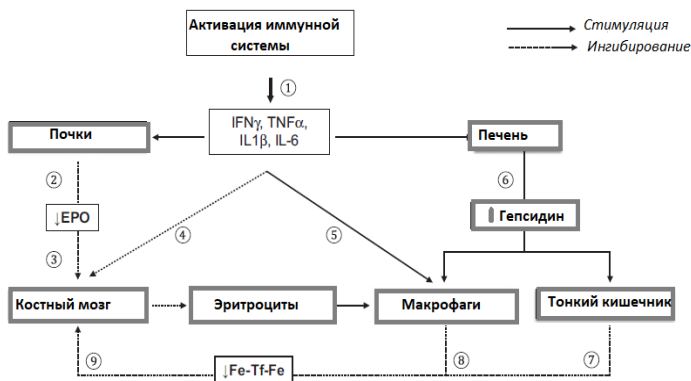 Активация иммунной
системы
Стимуляция
Ингибирование
①
IFNγ, TNFα,
IL1β, IL-6
Почки
Печень
②
⑥
↓EPO
Гепсидин
③
④
⑤
Костный мозг
Эритроциты
Макрофаги
Тонкий кишечник
⑨
↓Fe-Tf-Fe
⑧
⑦